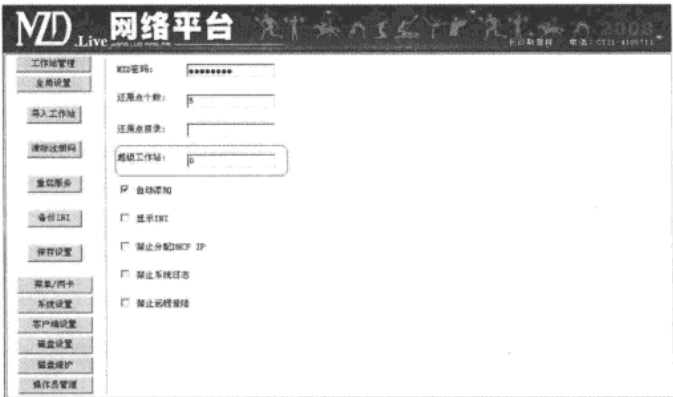 MZD.Live 网络平台
2008
工作站管理
全局设置
导入工作站
清除注册码
重启服务
备份INI
保存设置
菜单/网卡
系统设置
客户端设置
磁盘设置
磁盘维护
操作员管理
MZD密码: ●●●●●●●●
还原点个数: 5
还原点目录:
超级工作站: 0
自动添加
显示INI
禁止分配DHCP IP
禁止系统日志
禁止远程登陆